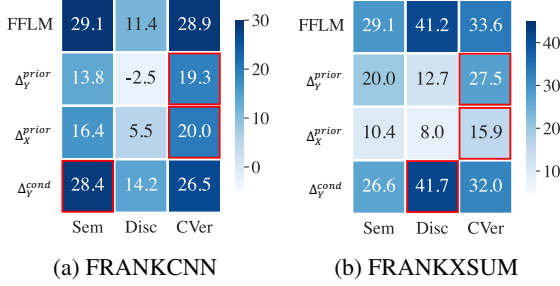 FFLM 29.1 11.4 28.9
Δ_Y^prior 13.8 -2.5 19.3
Δ_X^prior 16.4 5.5 20.0
Δ_Y^cond 28.4 14.2 26.5
Sem Disc CVer
30
20
10
0
(a) FRANKCNN
FFLM 29.1 41.2 33.6
Δ_Y^prior 20.0 12.7 27.5
Δ_X^prior 10.4 8.0 15.9
Δ_Y^cond 26.6 41.7 32.0
Sem Disc CVer
40
30
20
10
(b) FRANKXSUM